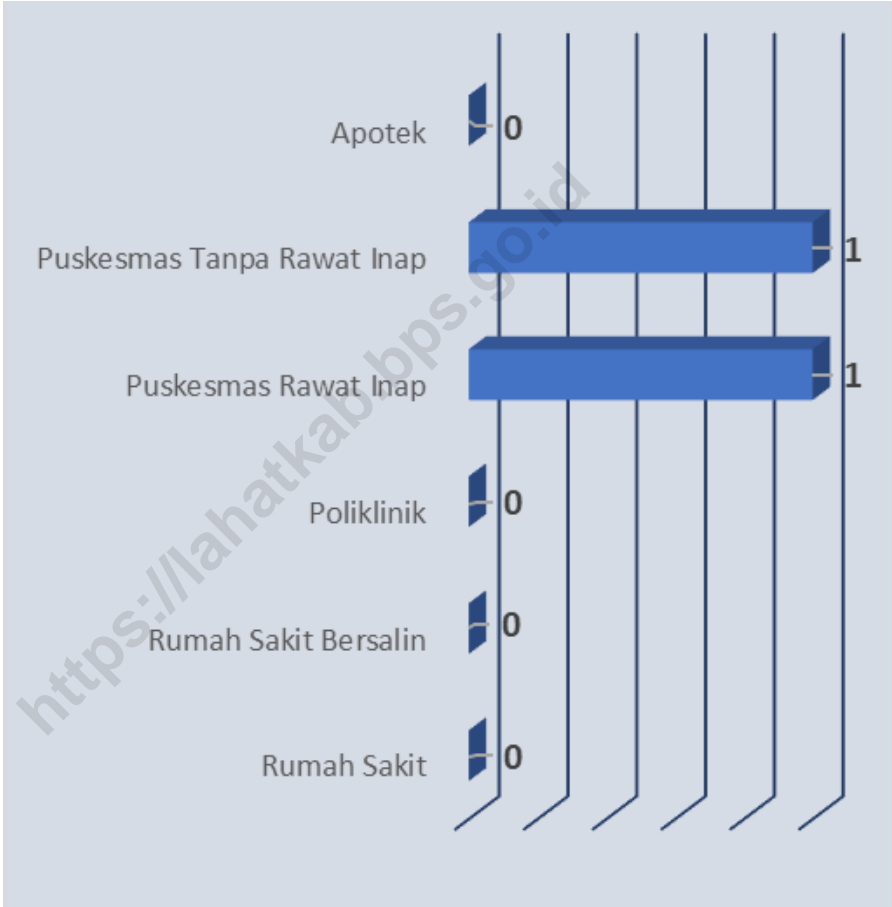 Apotek 0
Puskesmas Tanpa Rawat Inap 1
Puskesmas Rawat Inap 1
Poliklinik 0
Rumah Sakit Bersalin 0
Rumah Sakit 0
https://lahatkab.bps.go.id